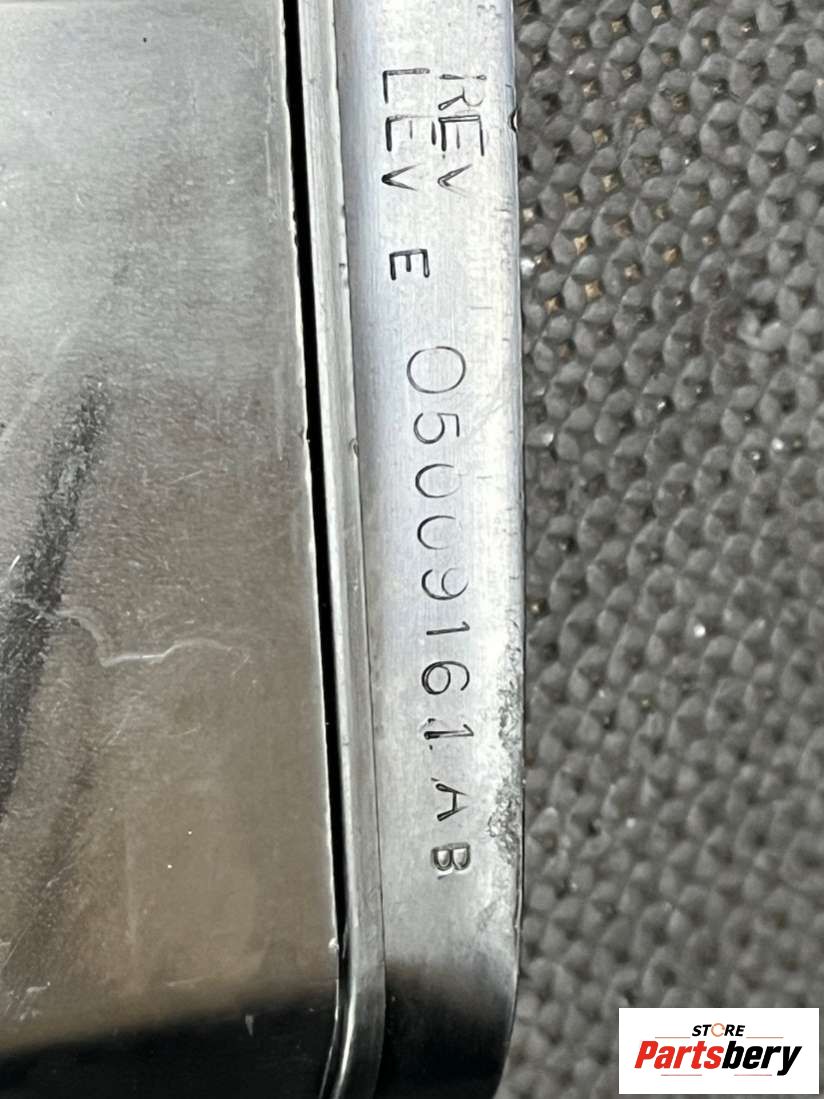 REV
LEV E 05009161AB
STORE
Partsbery